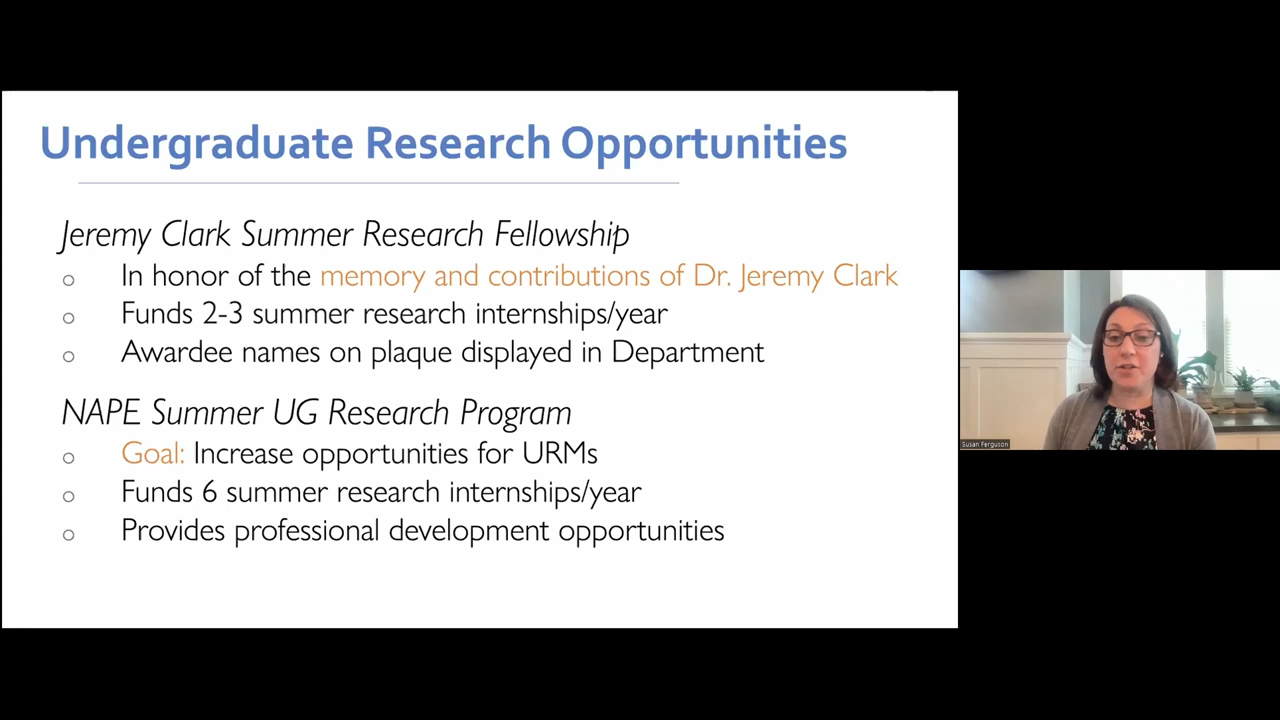 Undergraduate Research Opportunities
Jeremy Clark Summer Research Fellowship
○ In honor of the memory and contributions of Dr. Jeremy Clark
○ Funds 2-3 summer research internships/year
○ Awardee names on plaque displayed in Department
NAPE Summer UG Research Program
○ Goal: Increase opportunities for URMs
○ Funds 6 summer research internships/year
○ Provides professional development opportunities
Susan Ferguson